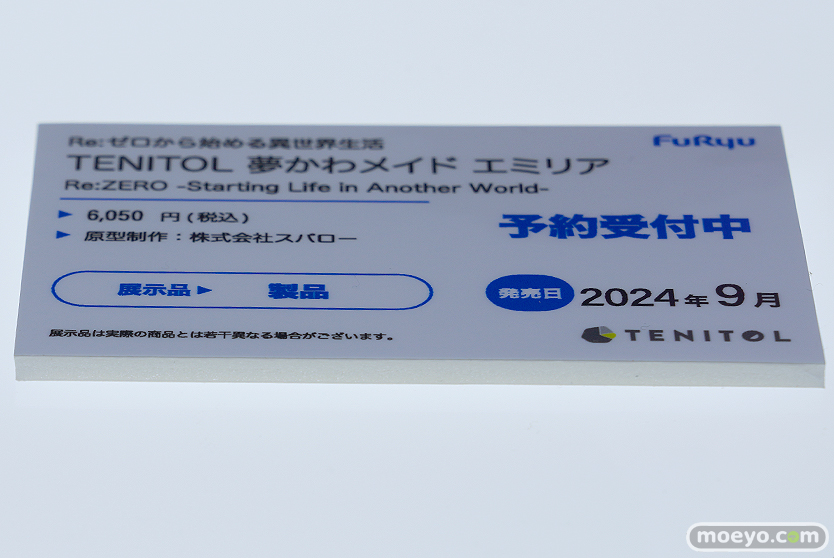 Re:ゼロから始める異世界生活
FuRyu
TENITOL 夢かわメイド エミリア
Re:ZERO -Starting Life in Another World-
▶ 6,050 円(税込)
▶ 原型制作：株式会社スパロー
予約受付中
展示品▶ 製品
発売日 2024年9月
展示品は実際の商品とは若干異なる場合がございます。
TENITOL
moeyo.com